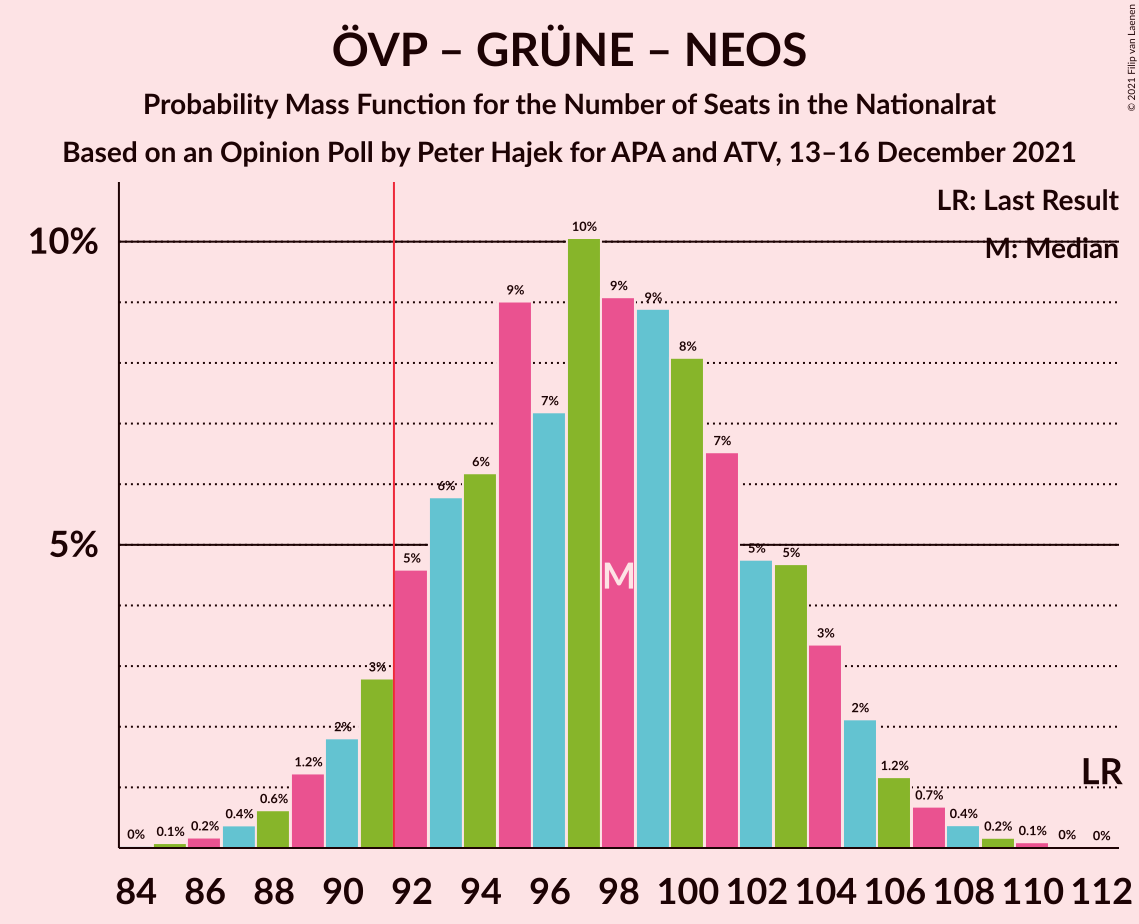 ÖVP – GRÜNE – NEOS
Probability Mass Function for the Number of Seats in the Nationalrat
Based on an Opinion Poll by Peter Hajek for APA and ATV, 13–16 December 2021
© 2021 Filip van Laenen
LR: Last Result
M: Median
10%
5%
0% 0.1% 0.2% 0.4% 0.6% 1.2% 2% 3% 5% 6% 6% 9% 7% 10% 9% 9% 8% 7% 5% 5% 3% 2% 1.2% 0.7% 0.4% 0.2% 0.1% 0% 0%
M
LR
84 86 88 90 92 94 96 98 100 102 104 106 108 110 112